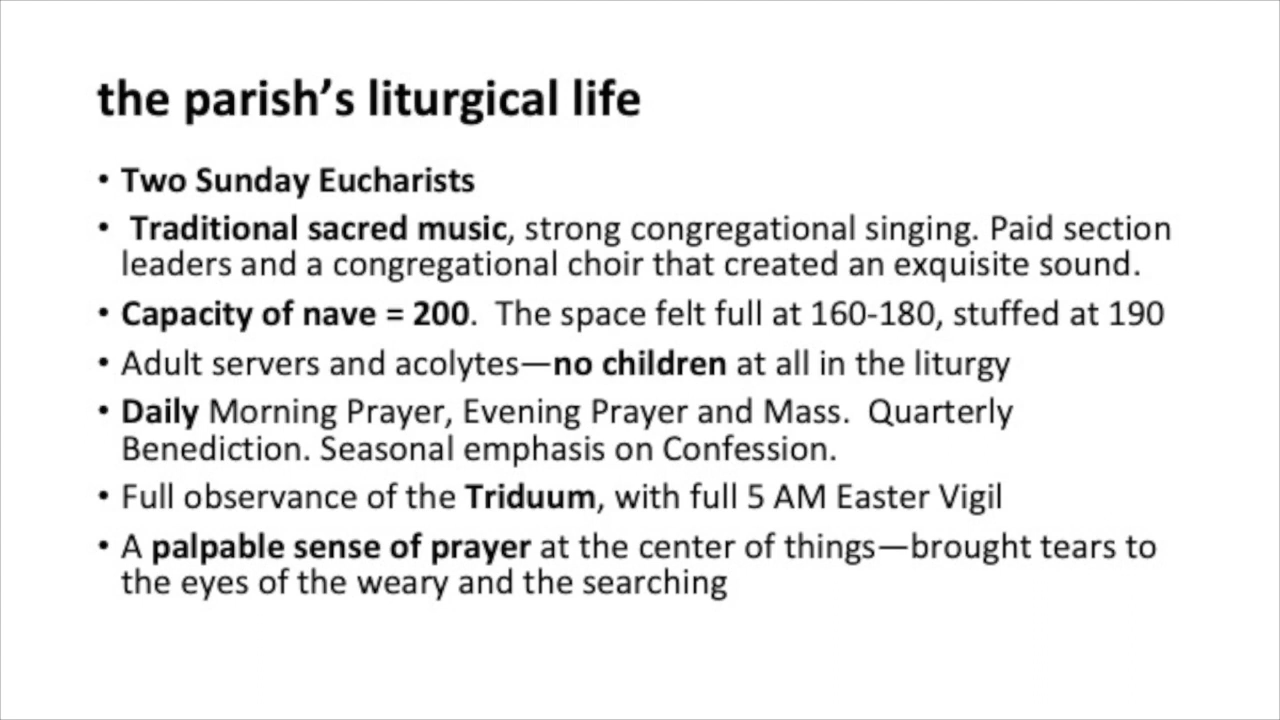 the parish’s liturgical life
• Two Sunday Eucharists
• Traditional sacred music, strong congregational singing. Paid section
leaders and a congregational choir that created an exquisite sound.
• Capacity of nave = 200.  The space felt full at 160-180, stuffed at 190
• Adult servers and acolytes—no children at all in the liturgy
• Daily Morning Prayer, Evening Prayer and Mass.  Quarterly
Benediction. Seasonal emphasis on Confession.
• Full observance of the Triduum, with full 5 AM Easter Vigil
• A palpable sense of prayer at the center of things—brought tears to
the eyes of the weary and the searching